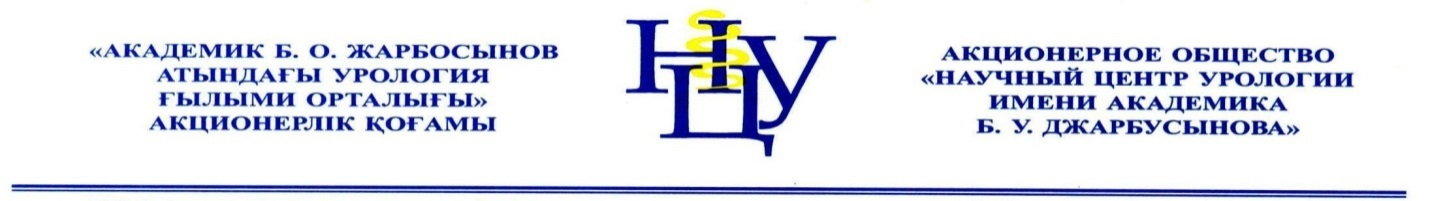 «АКАДЕМИК Б. О. ЖАРБОСЫНОВ
АТЫНДАҒЫ УРОЛОГИЯ
ҒЫЛЫМИ ОРТАЛЫҒЫ»
АКЦИОНЕРЛІК ҚОҒАМЫ
НЦУ
АКЦИОНЕРНОЕ ОБЩЕСТВО
«НАУЧНЫЙ ЦЕНТР УРОЛОГИИ
ИМЕНИ АКАДЕМИКА
Б. У. ДЖАРБУСЫНОВА»